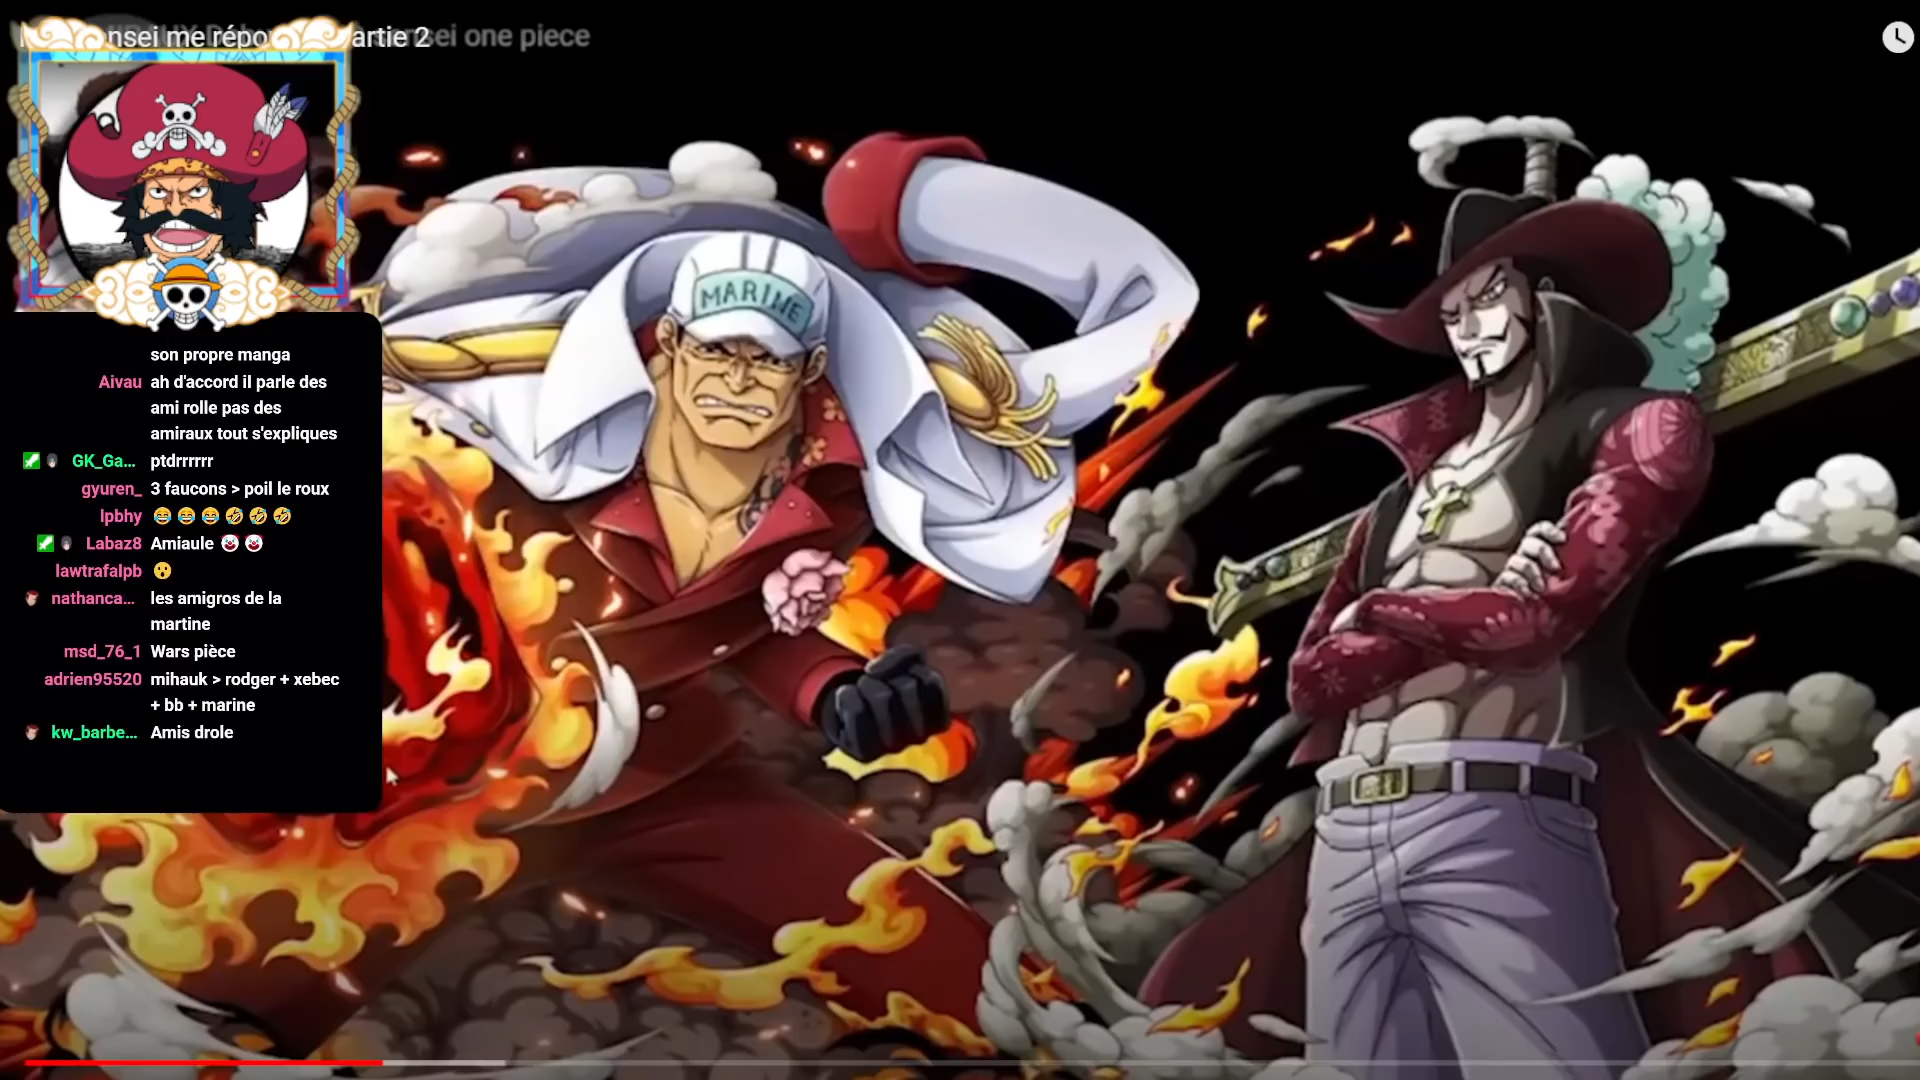 nsei me répo artie 2 sei one piece
MARINE
son propre manga
Aivau ah d'accord il parle des
ami rolle pas des
amiraux tout s'expliques
GK_Ga... ptdrrrrrr
gyuren_ 3 faucons > poil le roux
lpbhy 😂 😂 😂 🤣 🤣 🤣
Labaz8 Amiaule 🤡 🤡
lawtrafalpb 😮
nathanca... les amigros de la
martine
msd_76_1 Wars pièce
adrien95520 mihauk > rodger + xebec
+ bb + marine
kw_barbe... Amis drole